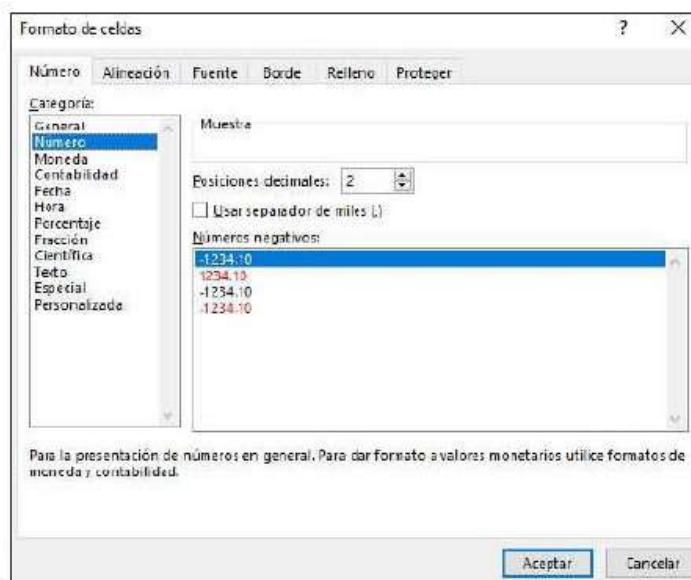 Formato de celdas ? X
Número Alineación Fuente Borde Relleno Proteger
Categoría:
General
Número
Moneda
Contabilidad
Fecha
Hora
Porcentaje
Fracción
Científica
Texto
Especial
Personalizada
Muestra
Posiciones decimales: 2
Usar separador de miles (,)
Números negativos:
-1234.10
1234.10
-1234.10
-1234.10
Para la presentación de números en general. Para dar formato a valores monetarios utilice formatos de
moneda y contabilidad.
Aceptar Cancelar